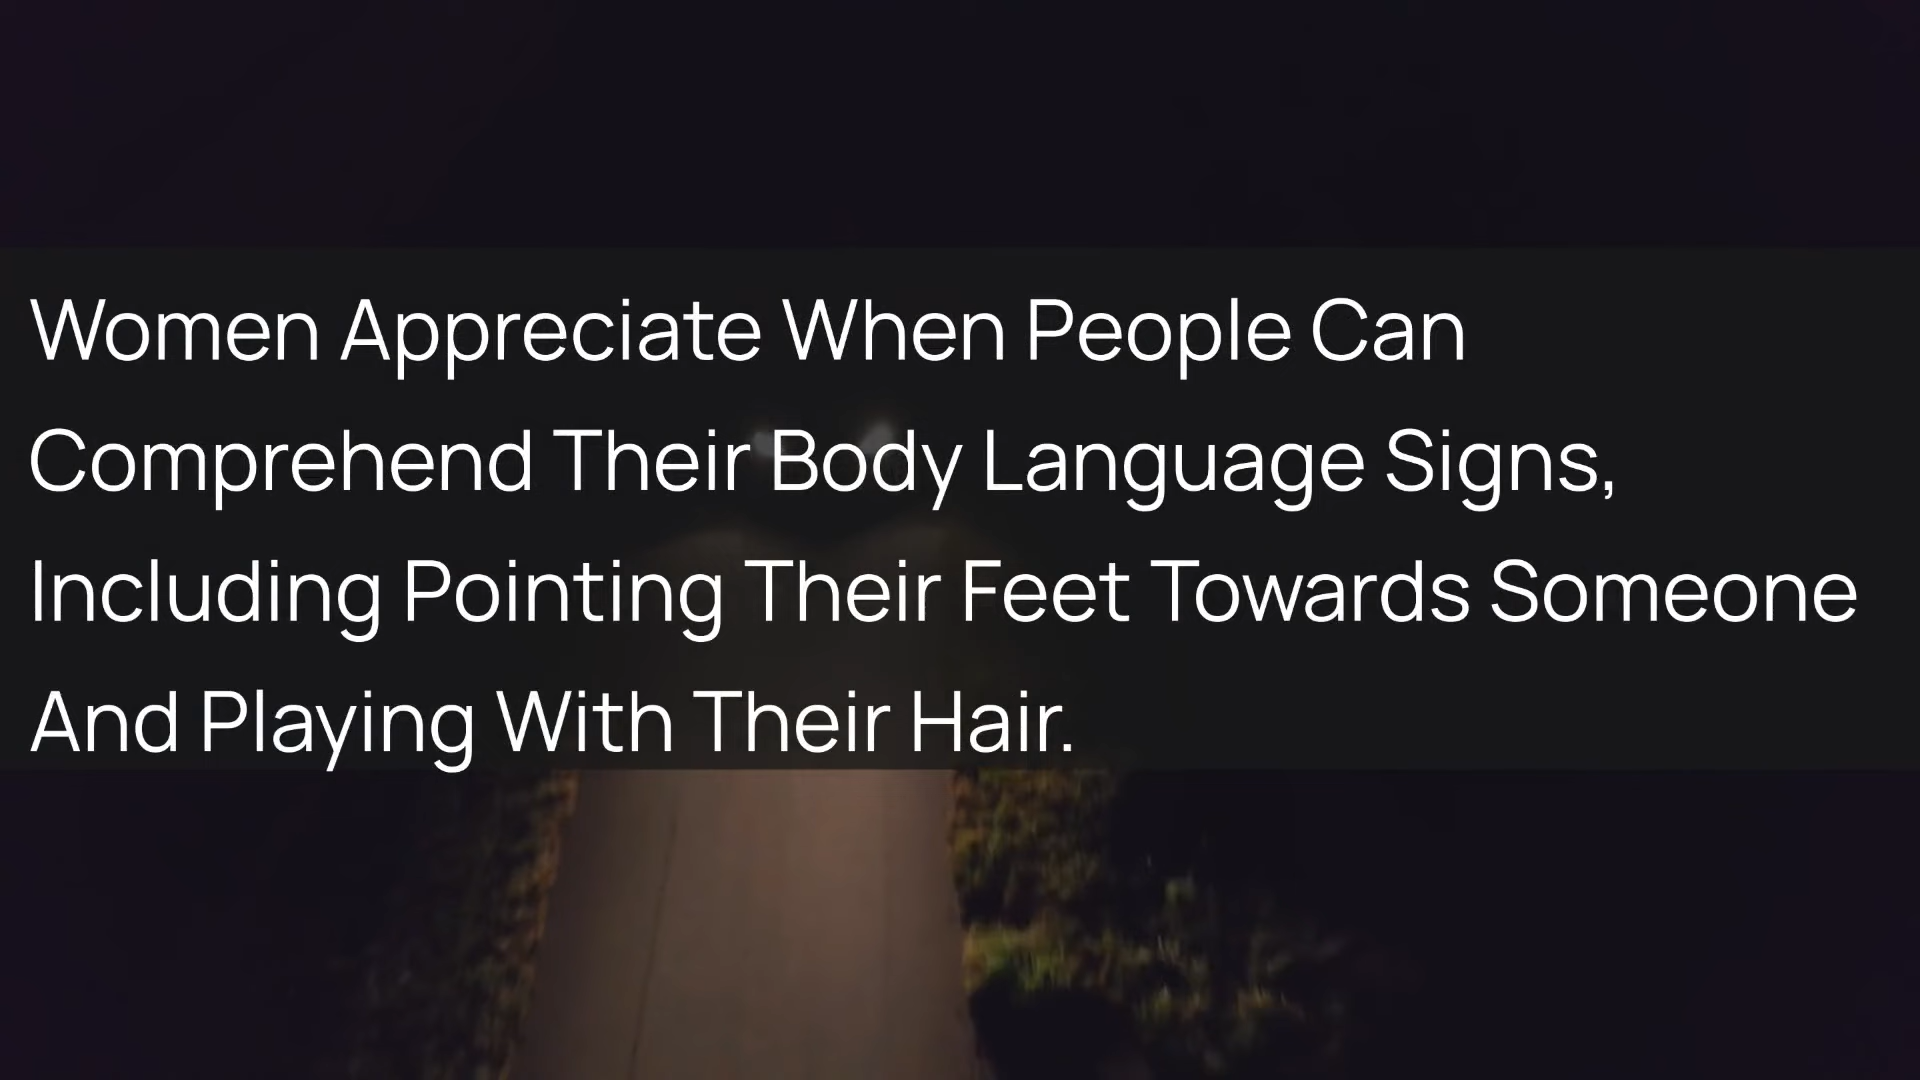 Women Appreciate When People Can
Comprehend Their Body Language Signs,
Including Pointing Their Feet Towards Someone
And Playing With Their Hair.